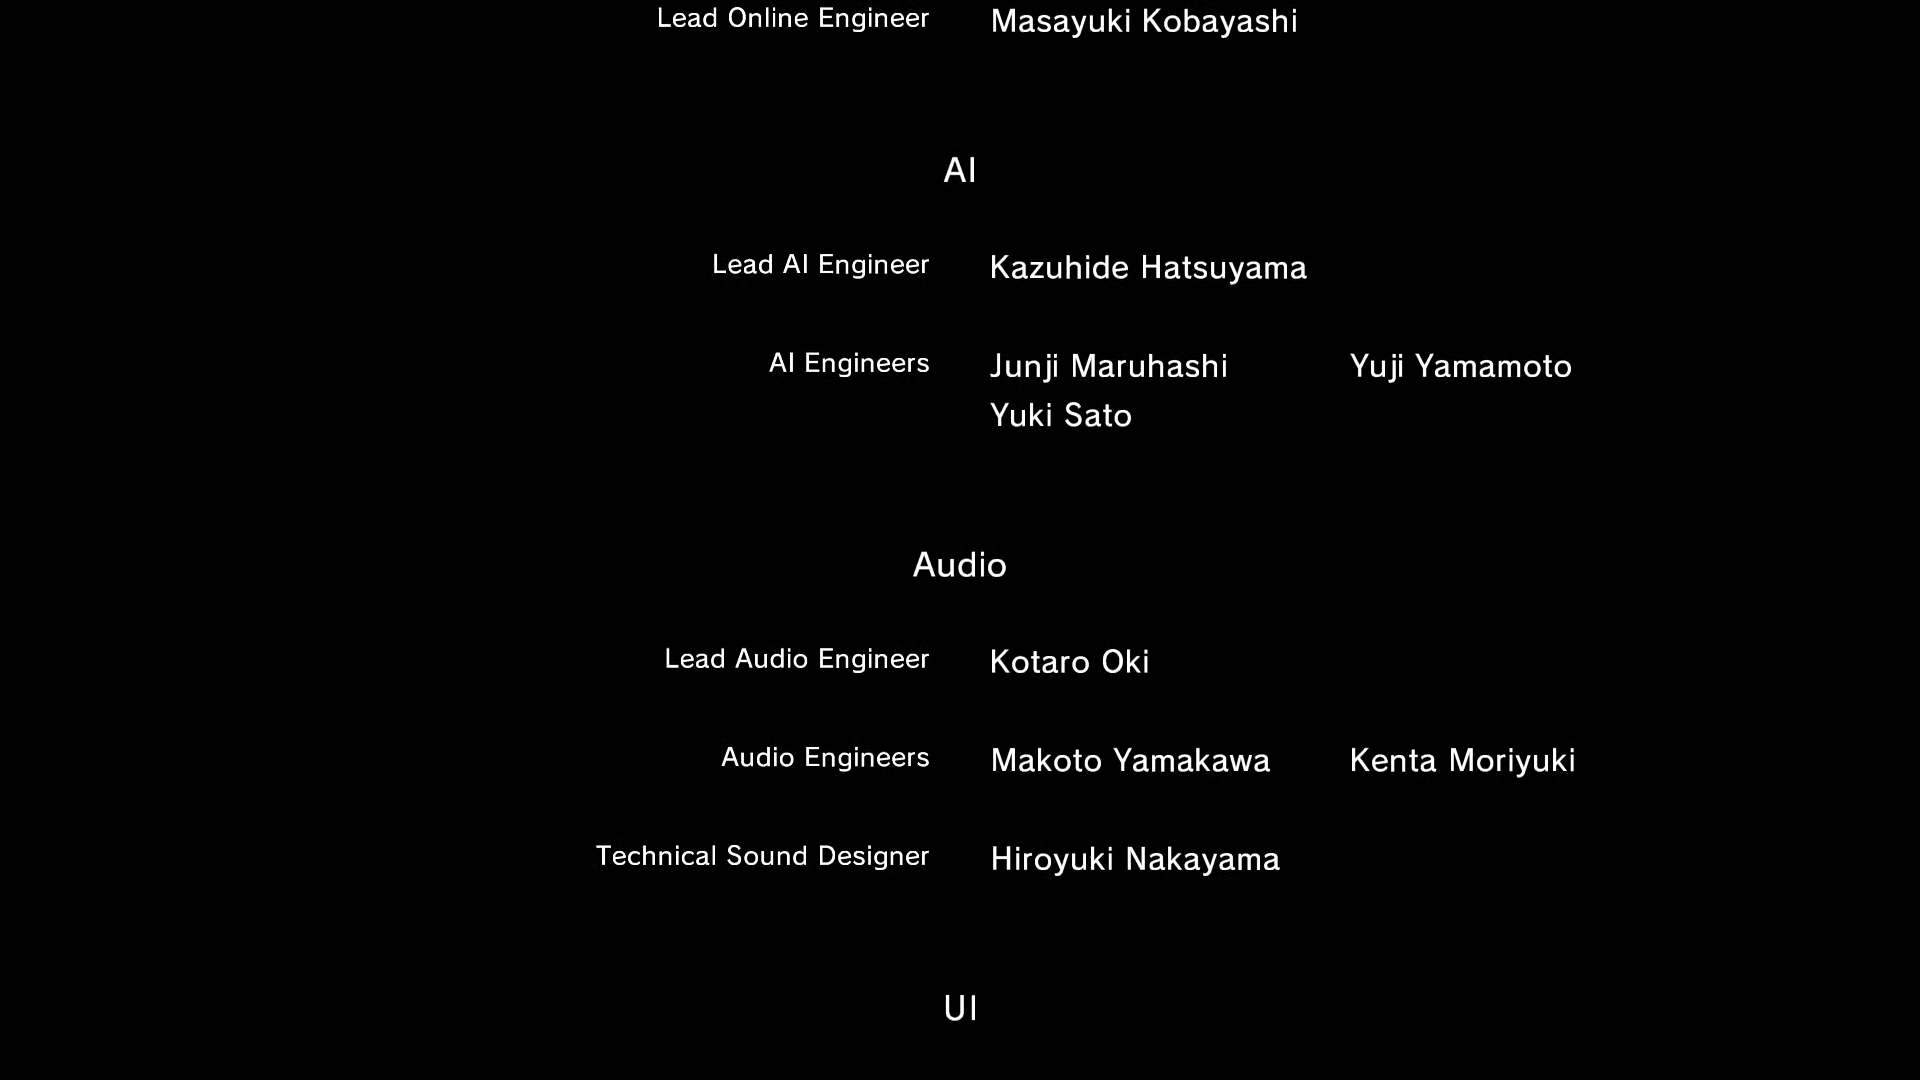 Lead Online Engineer Masayuki Kobayashi
AI
Lead AI Engineer Kazuhide Hatsuyama
AI Engineers Junji Maruhashi Yuji Yamamoto
Yuki Sato
Audio
Lead Audio Engineer Kotaro Oki
Audio Engineers Makoto Yamakawa Kenta Moriyuki
Technical Sound Designer Hiroyuki Nakayama
UI